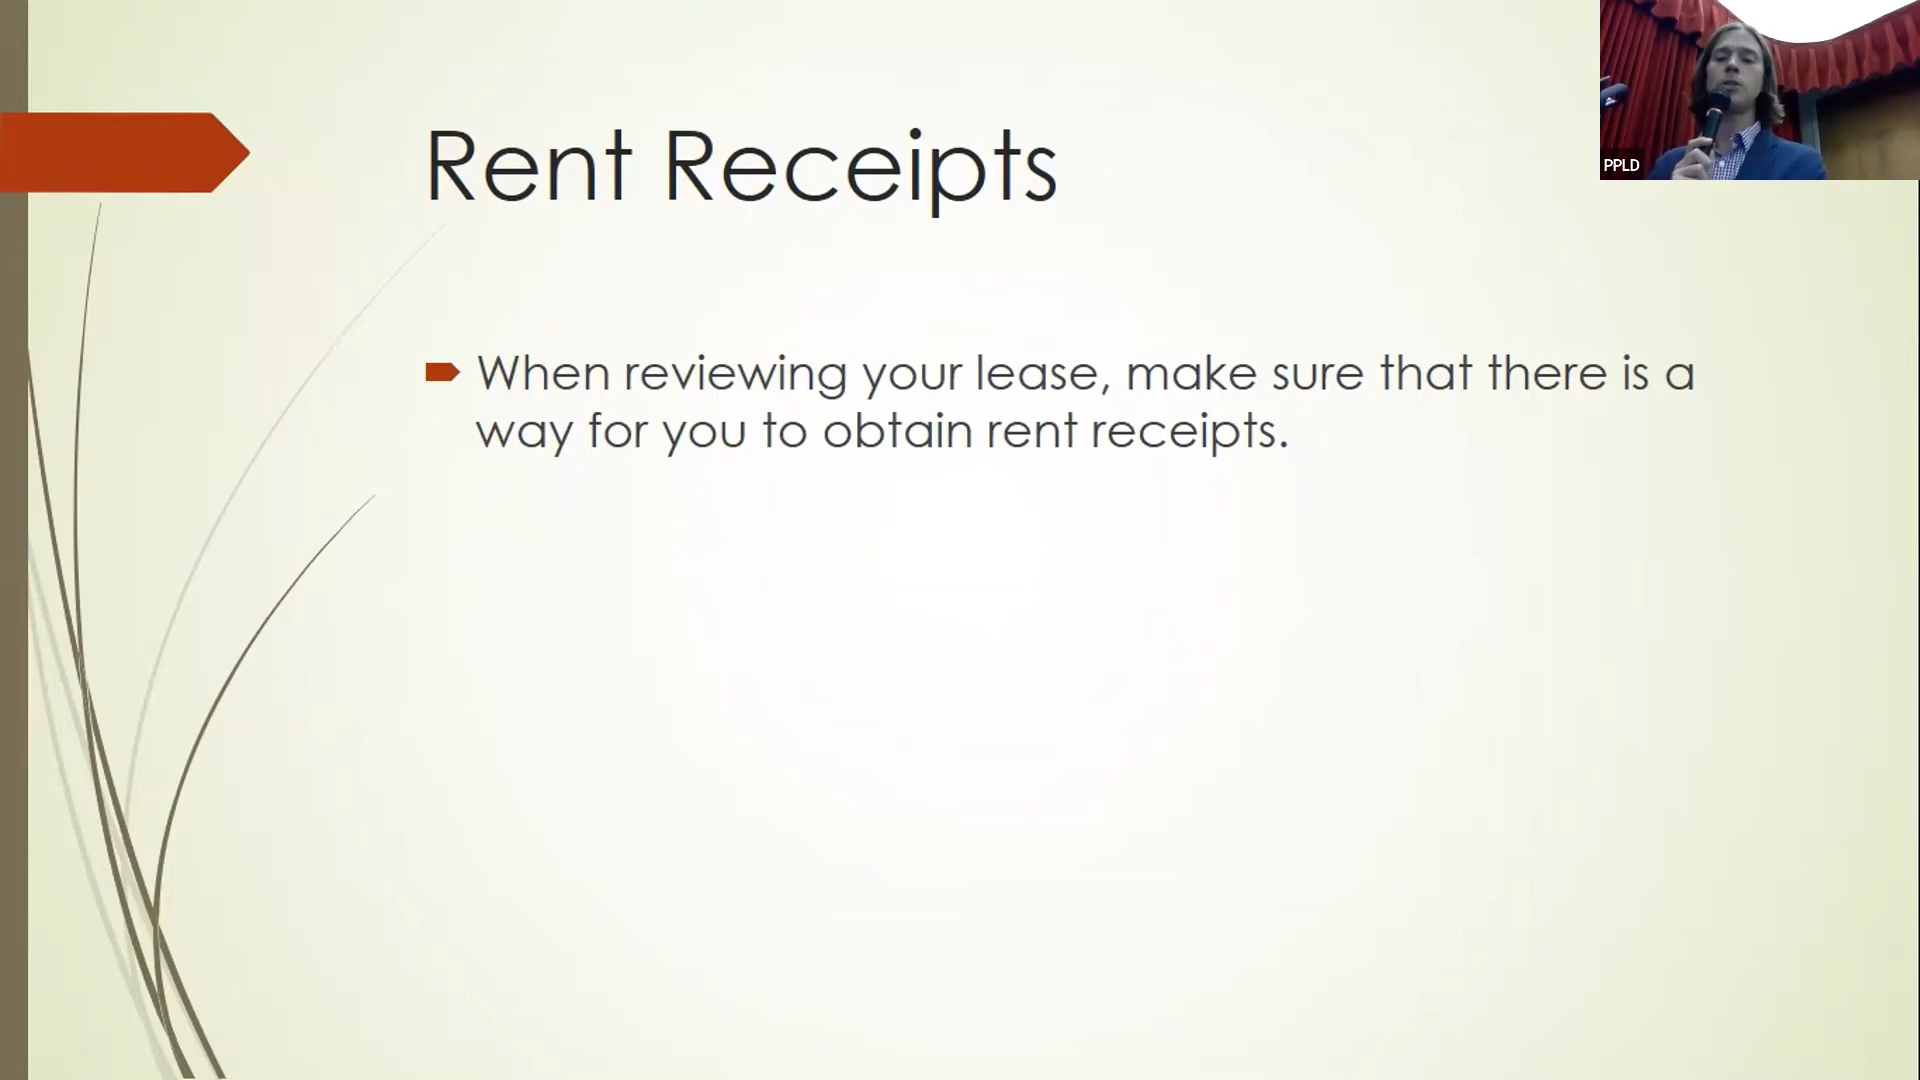 Rent Receipts
When reviewing your lease, make sure that there is a
way for you to obtain rent receipts.
PPLD